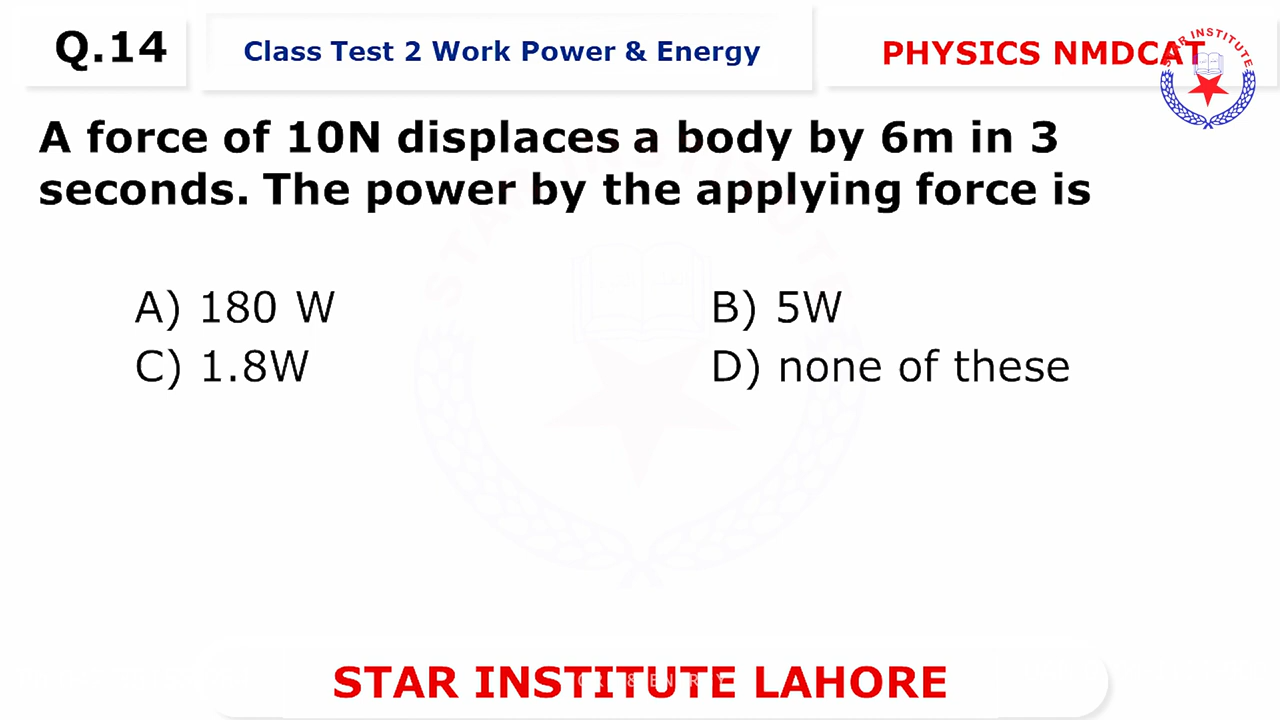 Q.14
Class Test 2 Work Power & Energy
PHYSICS NMDCAT
STAR INSTITUTE
A force of 10N displaces a body by 6m in 3
seconds. The power by the applying force is
A) 180 W
B) 5W
C) 1.8W
D) none of these
STAR INSTITUTE LAHORE